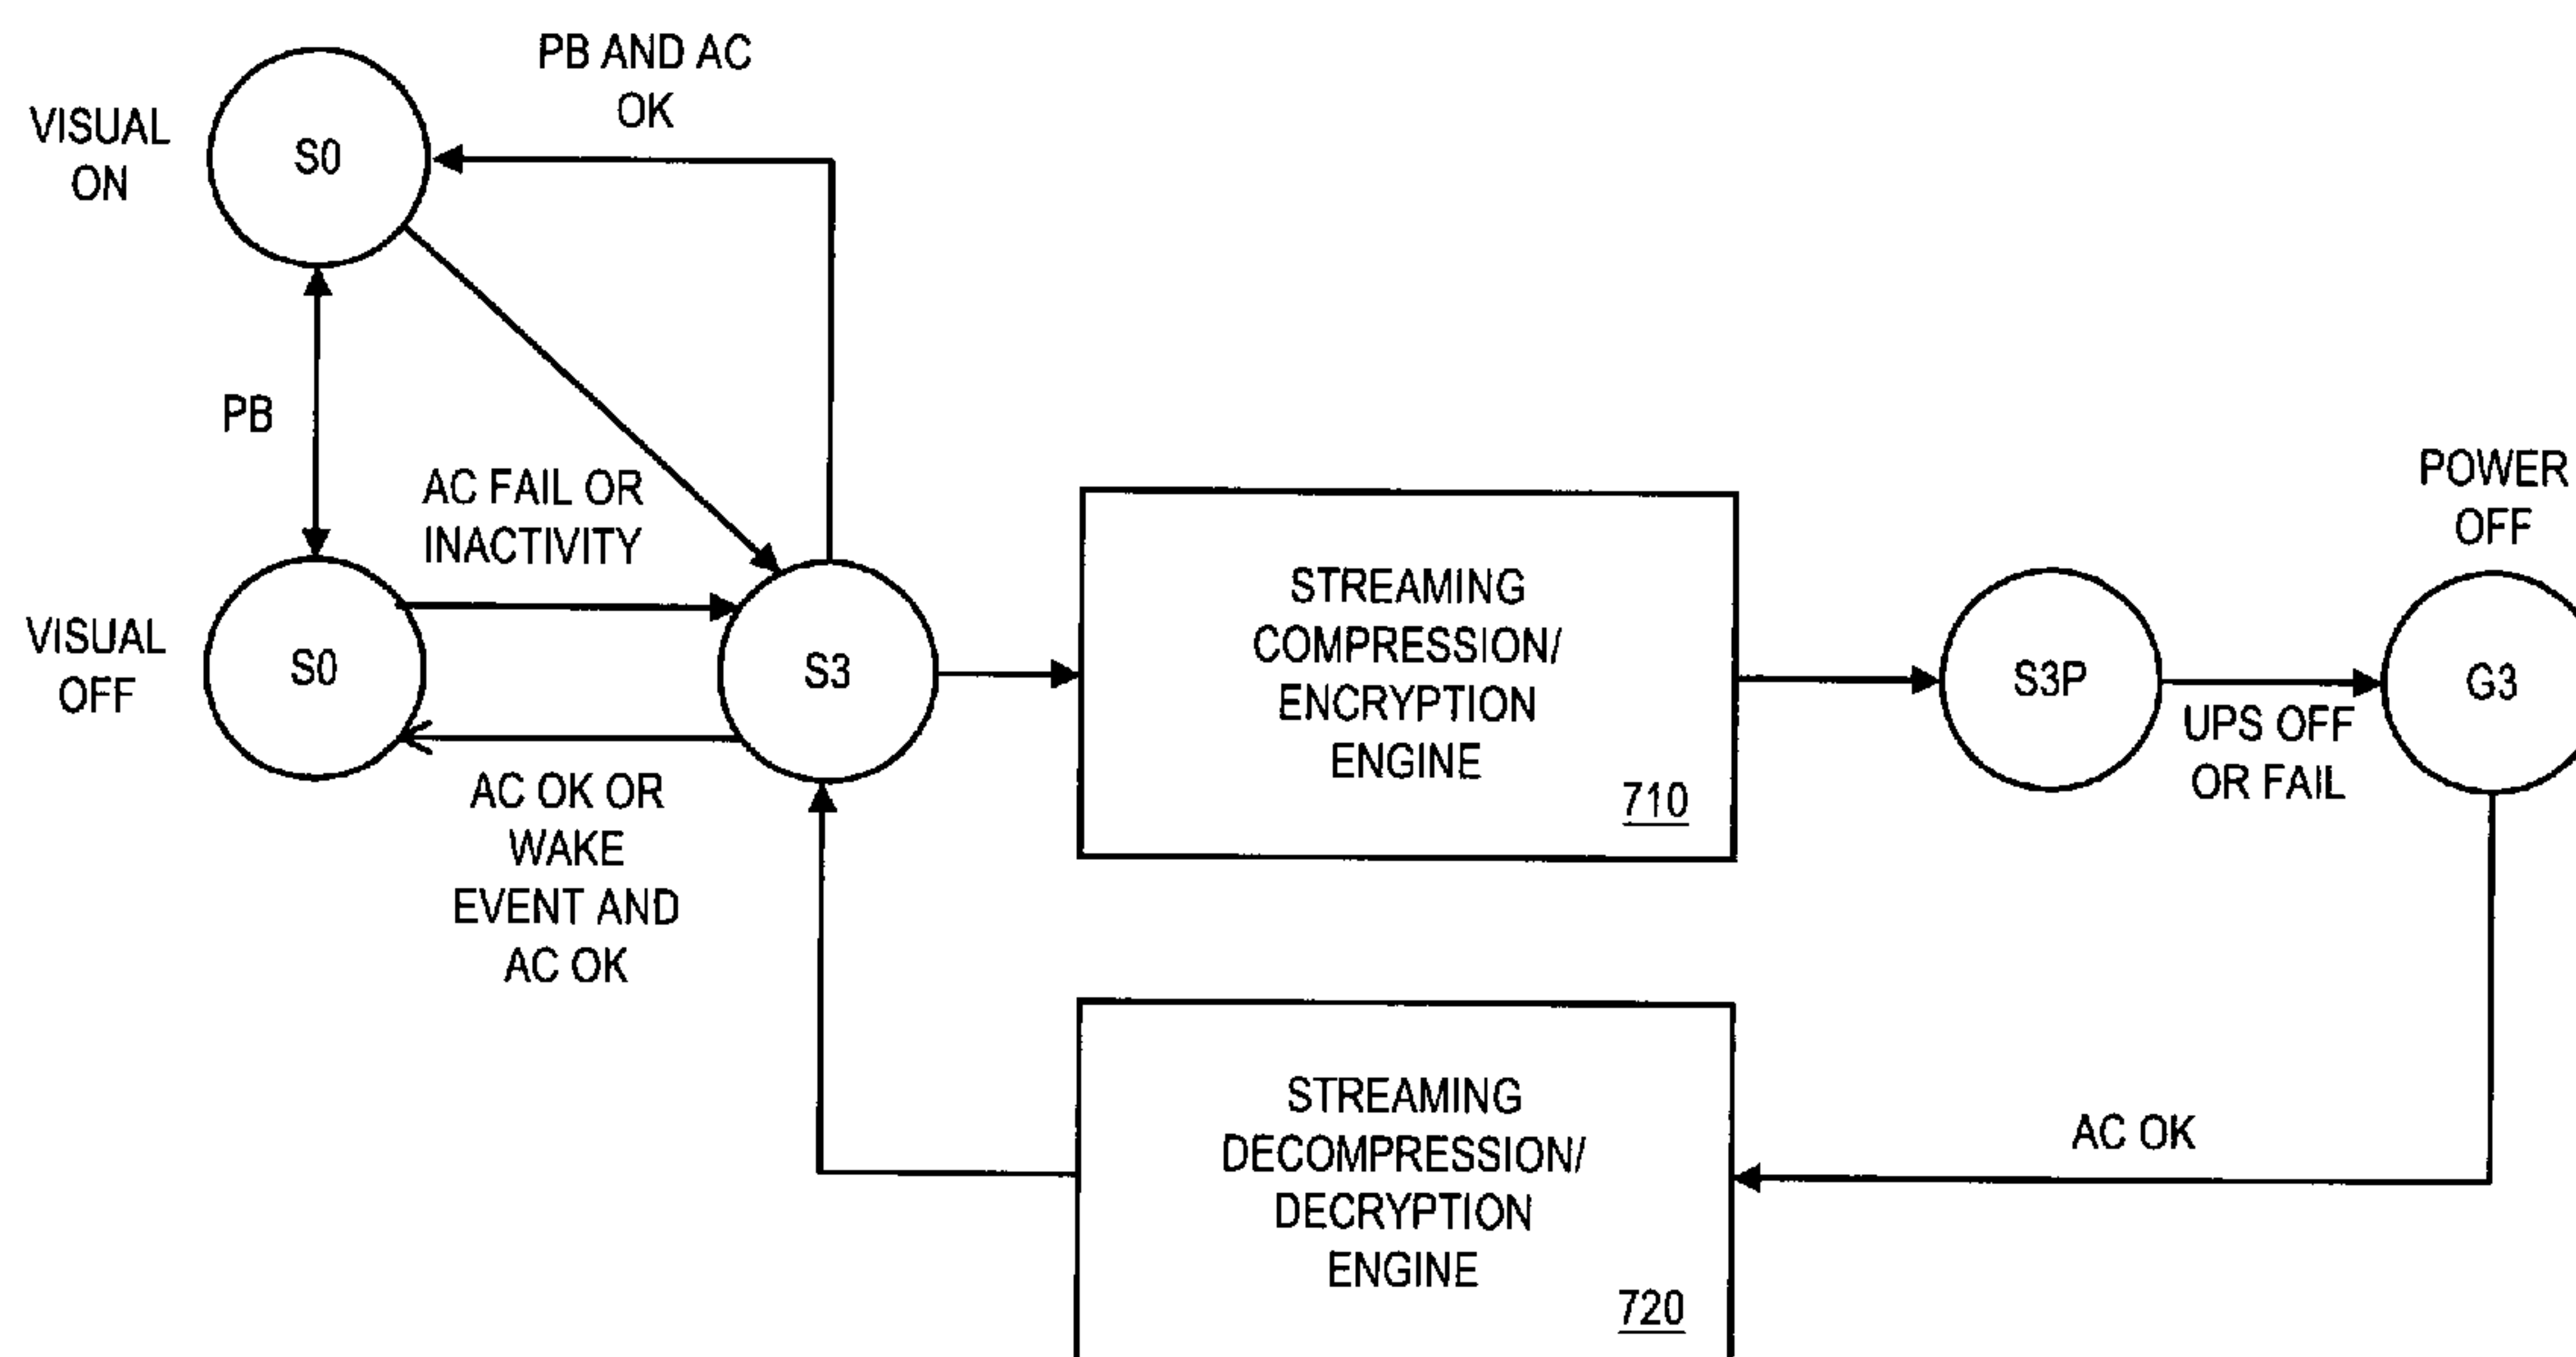 PB AND AC
OK
VISUAL
ON
S0
PB
AC FAIL OR
INACTIVITY
VISUAL
OFF
S0
S3
AC OK OR
WAKE
EVENT AND
AC OK
STREAMING
COMPRESSION/
ENCRYPTION
ENGINE
710
S3P
UPS OFF
OR FAIL
POWER
OFF
G3
AC OK
STREAMING
DECOMPRESSION/
DECRYPTION
ENGINE
720